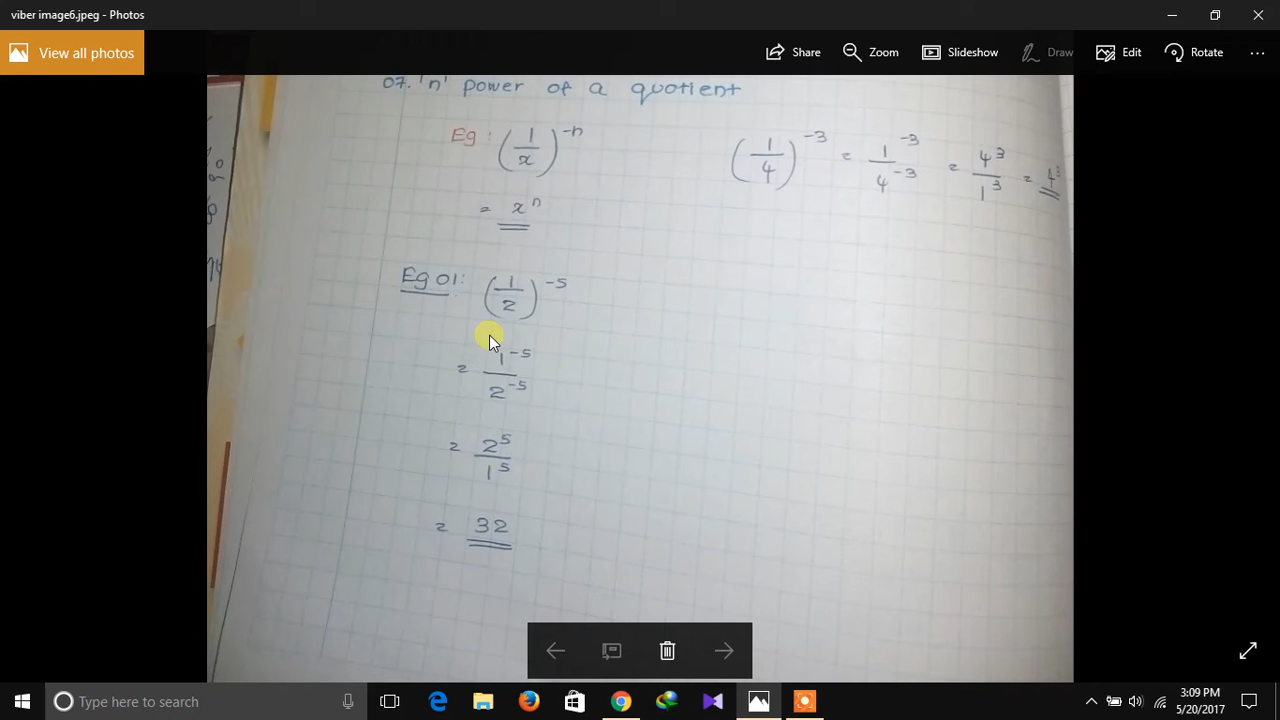 viber image6.jpeg - Photos
View all photos
Share
Zoom
Slideshow
Draw
Edit
Rotate
07. 'n' power of a quotient
Eg : (1/x)^-n
= x^n
(1/4)^-3 = 1^-3/4^-3 = 4^3/1^3 = 4^3
Eg 01: (1/2)^-5
= 1^-5/2^-5
= 2^5/1^5
= 32
Type here to search
3:09 PM
5/20/2017